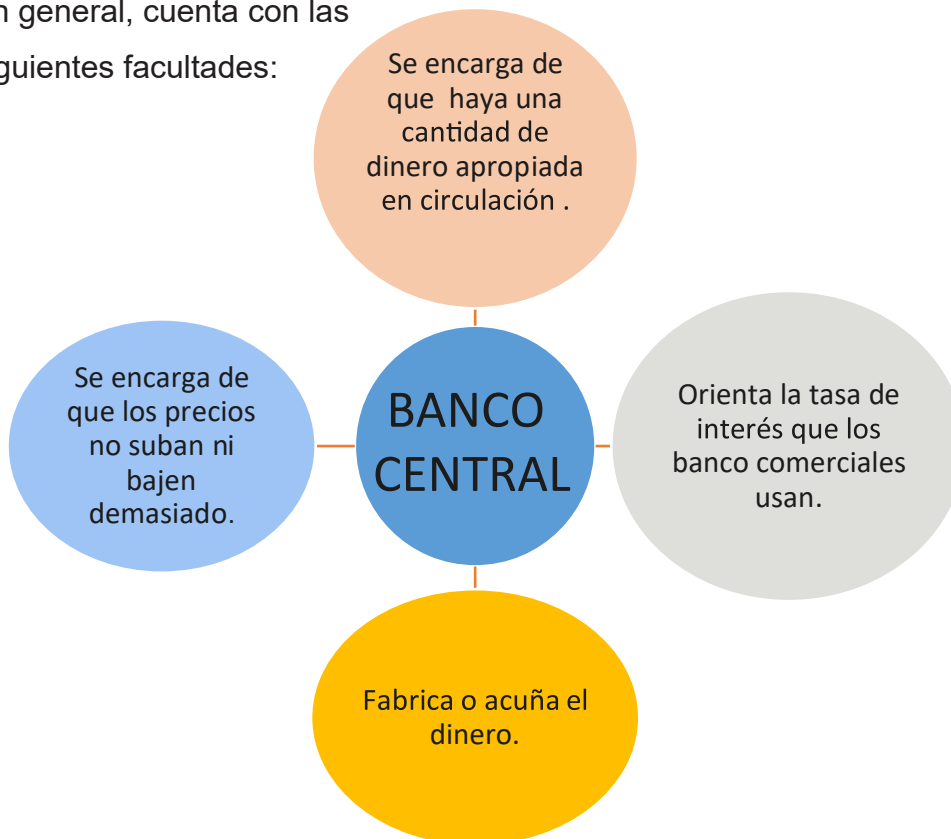 n general, cuenta con las
guientes facultades:
Se encarga de
que haya una
cantidad de
dinero apropiada
en circulación .
Se encarga de
que los precios
no suban ni
bajen
demasiado.
BANCO
CENTRAL
Orienta la tasa de
interés que los
banco comerciales
usan.
Fabrica o acuña el
dinero.